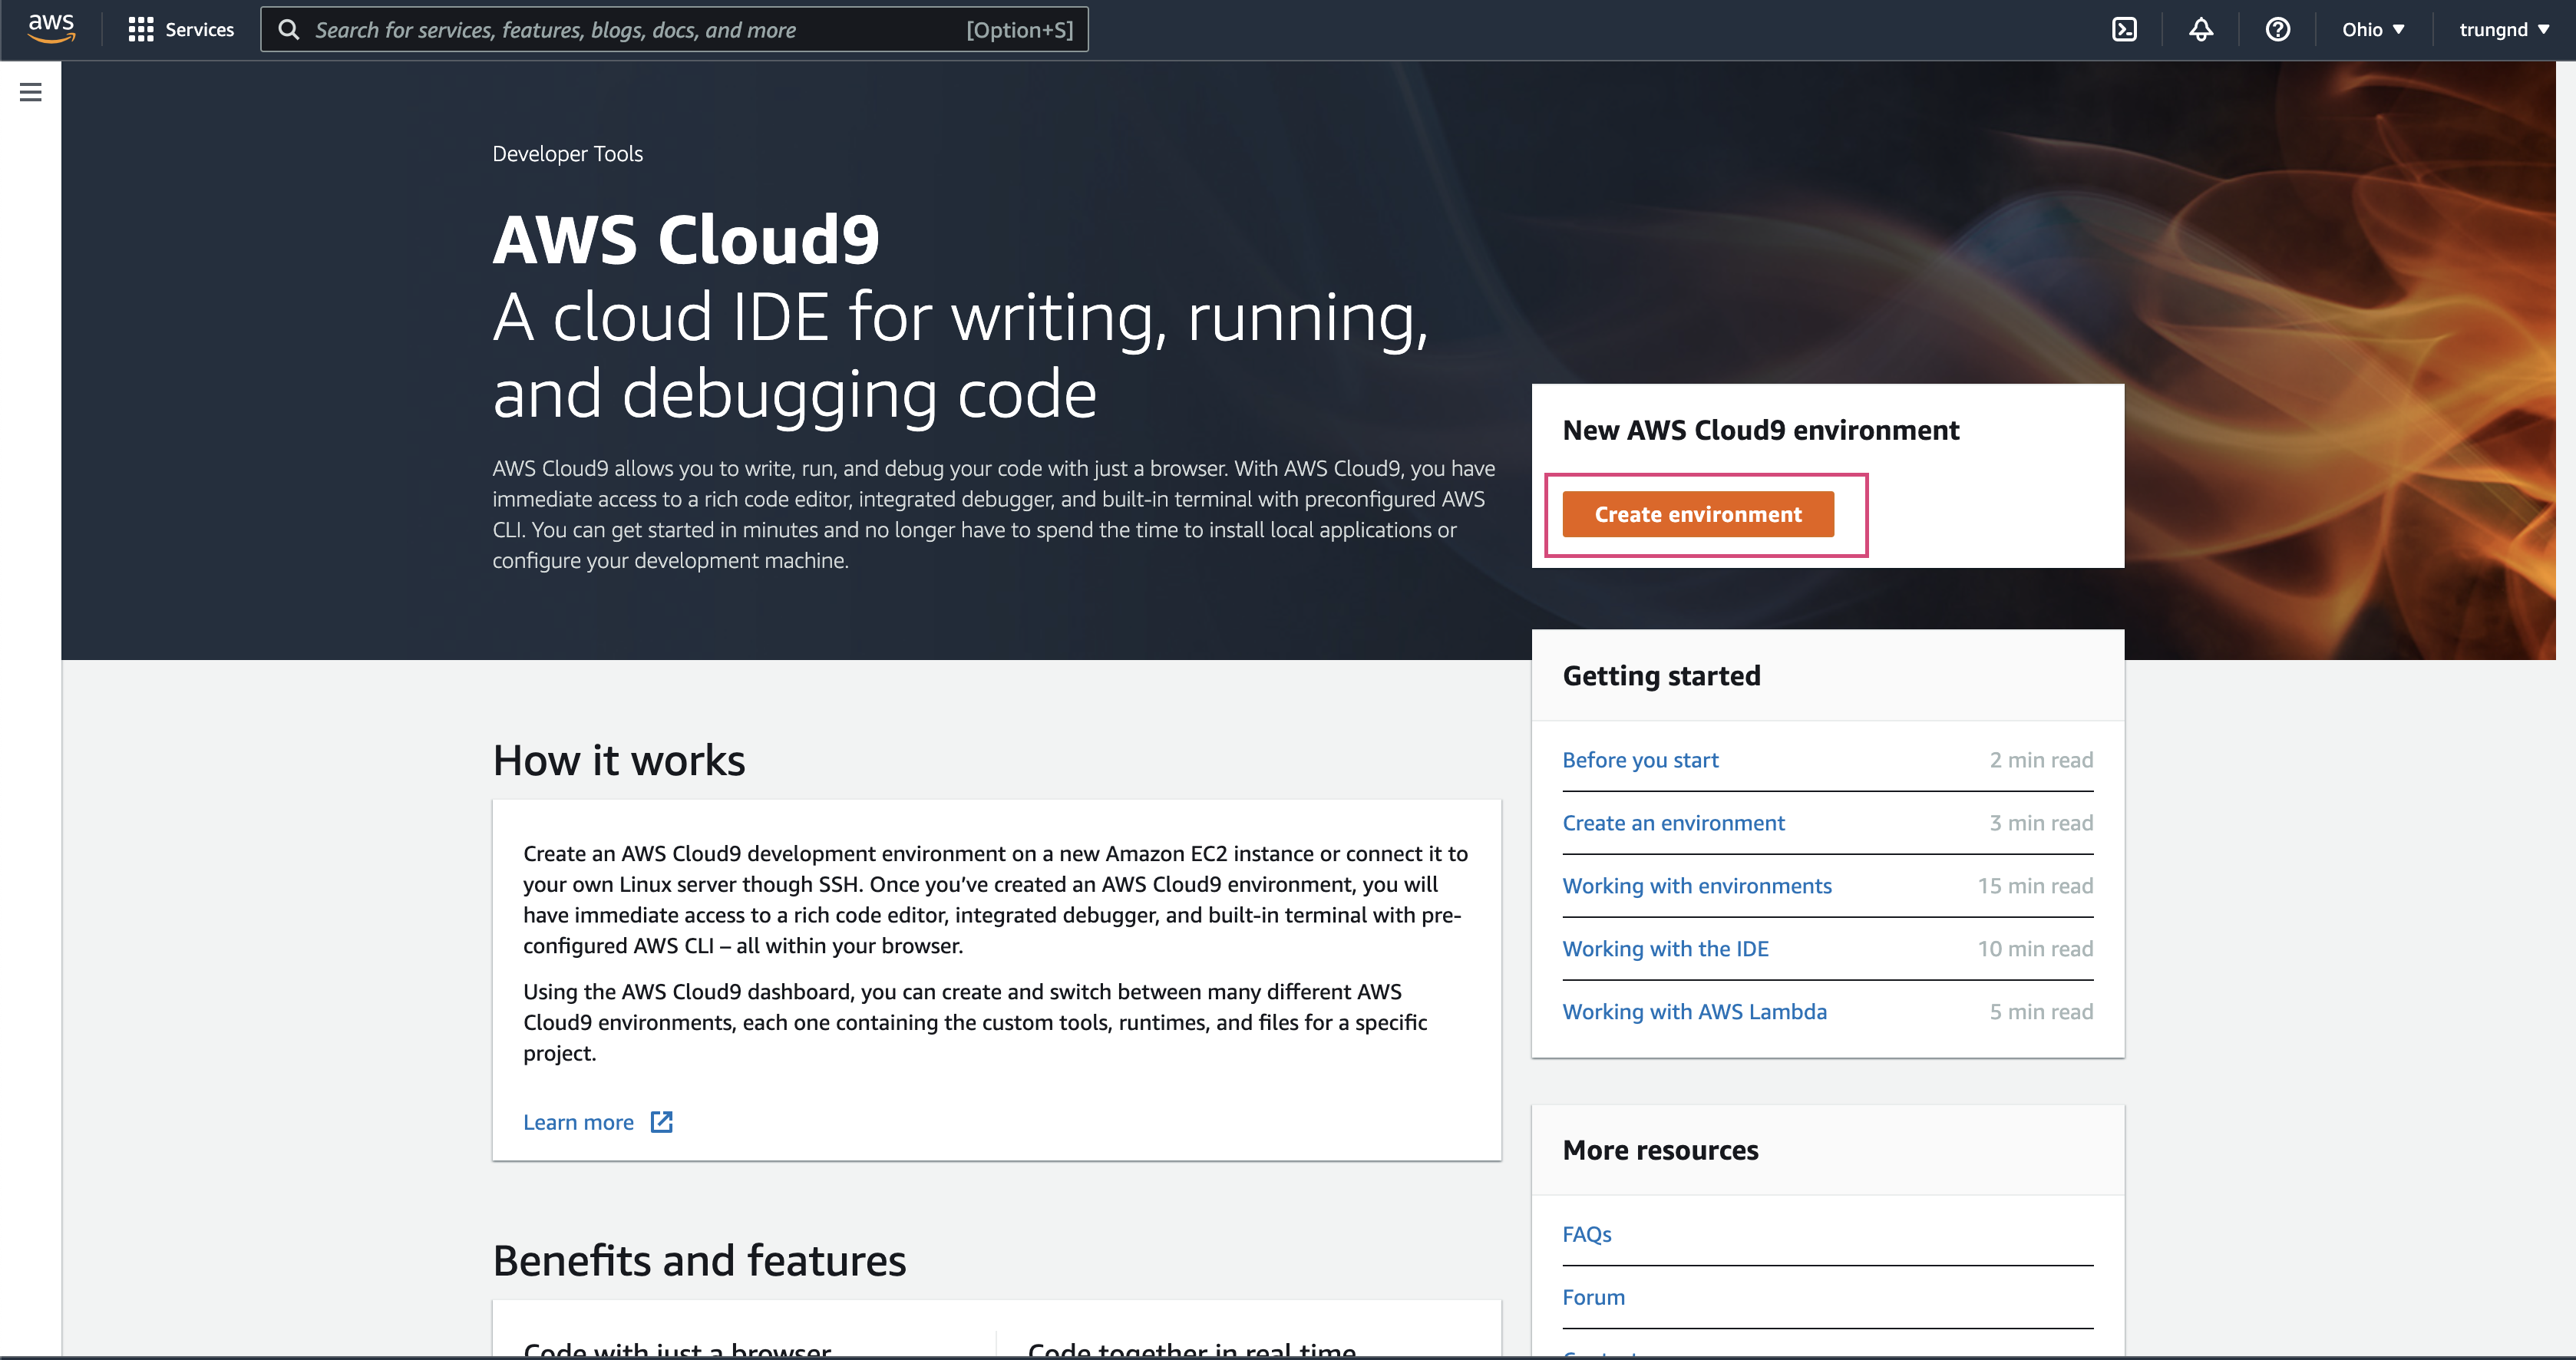 aws
Services
Search for services, features, blogs, docs, and more
[Option+S]
Ohio ▼
trungnd ▼
Developer Tools
AWS Cloud9
A cloud IDE for writing, running,
and debugging code
AWS Cloud9 allows you to write, run, and debug your code with just a browser. With AWS Cloud9, you have
immediate access to a rich code editor, integrated debugger, and built-in terminal with preconfigured AWS
CLI. You can get started in minutes and no longer have to spend the time to install local applications or
configure your development machine.
New AWS Cloud9 environment
Create environment
Getting started
Before you start
2 min read
Create an environment
3 min read
Working with environments
15 min read
Working with the IDE
10 min read
Working with AWS Lambda
5 min read
How it works
Create an AWS Cloud9 development environment on a new Amazon EC2 instance or connect it to
your own Linux server though SSH. Once you’ve created an AWS Cloud9 environment, you will
have immediate access to a rich code editor, integrated debugger, and built-in terminal with pre-
configured AWS CLI – all within your browser.
Using the AWS Cloud9 dashboard, you can create and switch between many different AWS
Cloud9 environments, each one containing the custom tools, runtimes, and files for a specific
project.
Learn more
More resources
FAQs
Forum
Benefits and features
Code with just a browser
Code together in real time